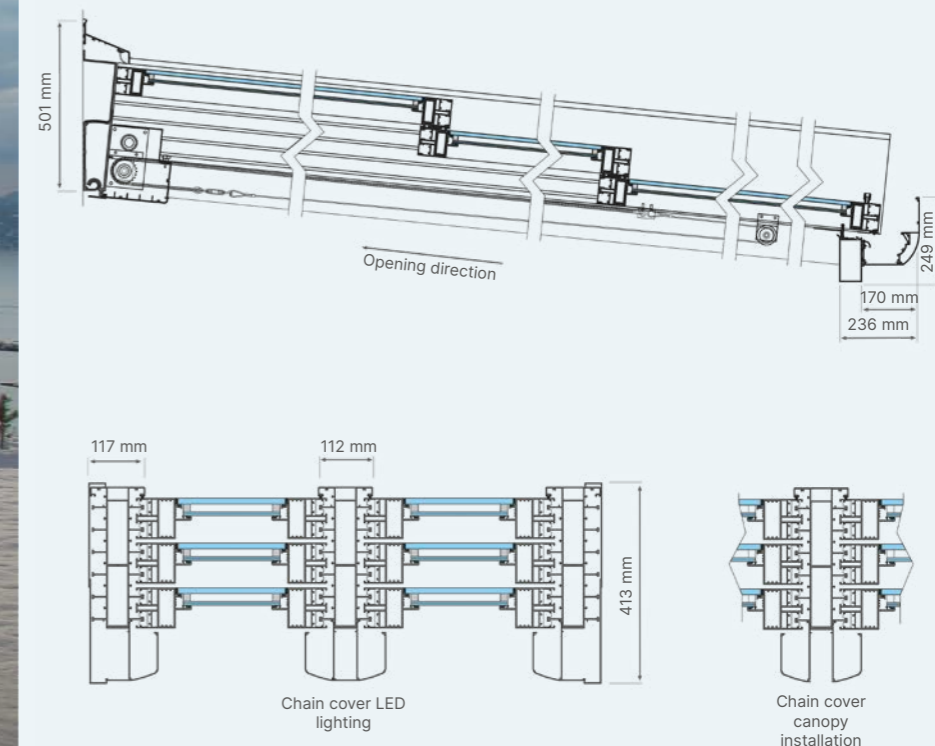 501 mm
Opening direction
249 mm
170 mm
236 mm
117 mm
112 mm
413 mm
Chain cover LED
lighting
Chain cover
canopy
installation